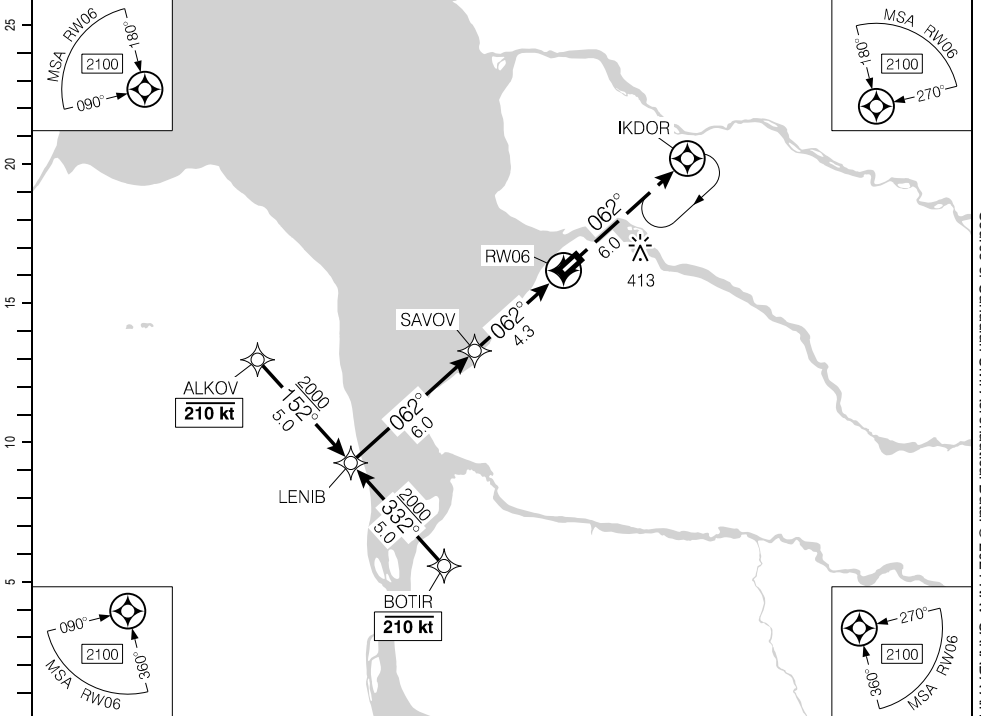 25
20
15
10
5
MSA RW06
180°
2100
090°
MSA RW06
180°
2100
270°
IKDOR
062°
6.0
RW06
413
SAVOV
062°
4.3
ALKOV
210 kt
2000
152°
5.0
062°
6.0
LENIB
2000
332°
5.0
BOTIR
210 kt
090°
2100
360°
MSA RW06
270°
2100
360°
MSA RW06